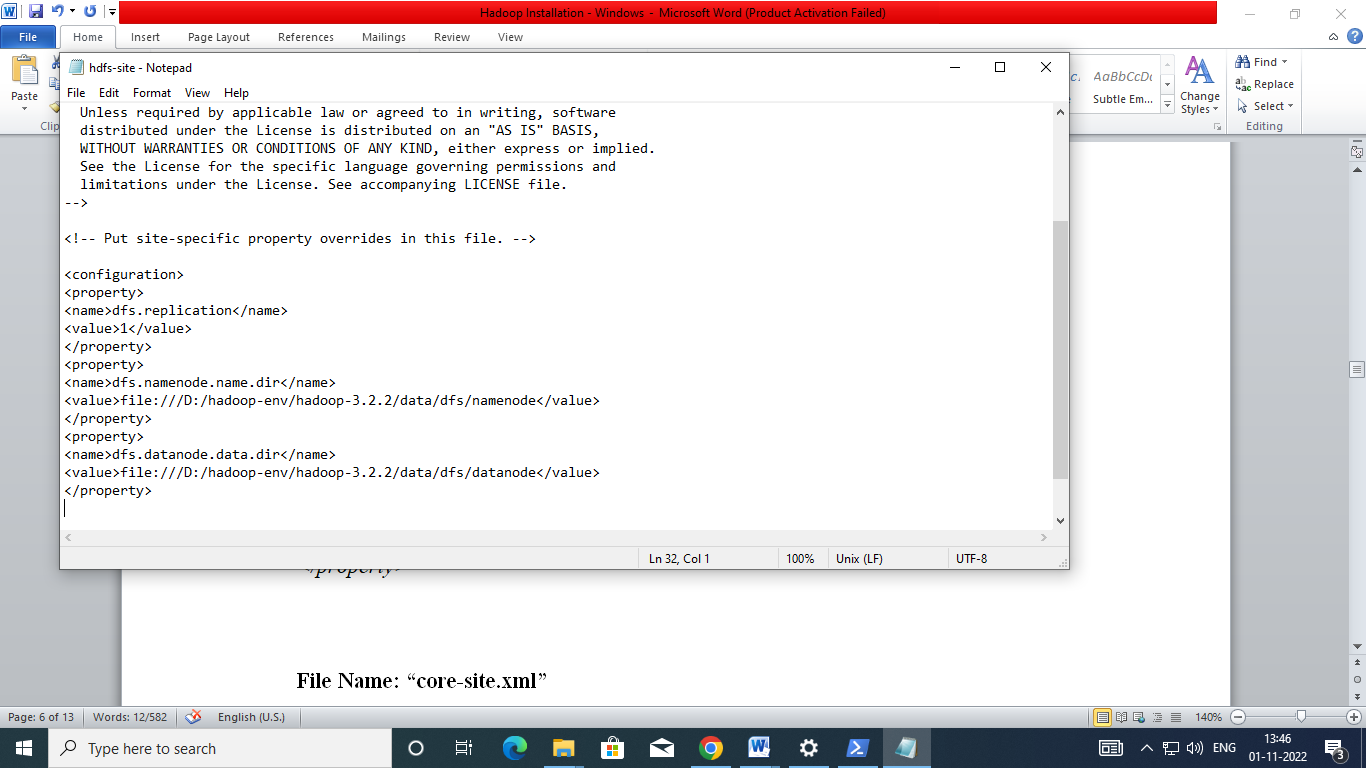 Hadoop Installation - Windows - Microsoft Word (Product Activation Failed)
File Home Insert Page Layout References Mailings Review View
Paste
Clip
AaBbCcDc
Subtle Em...
Change Styles
Find
Replace
Select
Editing
hdfs-site - Notepad
File Edit Format View Help
Unless required by applicable law or agreed to in writing, software
distributed under the License is distributed on an "AS IS" BASIS,
WITHOUT WARRANTIES OR CONDITIONS OF ANY KIND, either express or implied.
See the License for the specific language governing permissions and
limitations under the License. See accompanying LICENSE file.
-->
<!-- Put site-specific property overrides in this file. -->
<configuration>
<property>
<name>dfs.replication</name>
<value>1</value>
</property>
<property>
<name>dfs.namenode.name.dir</name>
<value>file:///D:/hadoop-env/hadoop-3.2.2/data/dfs/namenode</value>
</property>
<property>
<name>dfs.datanode.data.dir</name>
<value>file:///D:/hadoop-env/hadoop-3.2.2/data/dfs/datanode</value>
</property>
Ln 32, Col 1 100% Unix (LF) UTF-8
</property>
File Name: “core-site.xml”
Page: 6 of 13 Words: 12/582 English (U.S.) 140%
Type here to search
ENG
13:46
01-11-2022
3